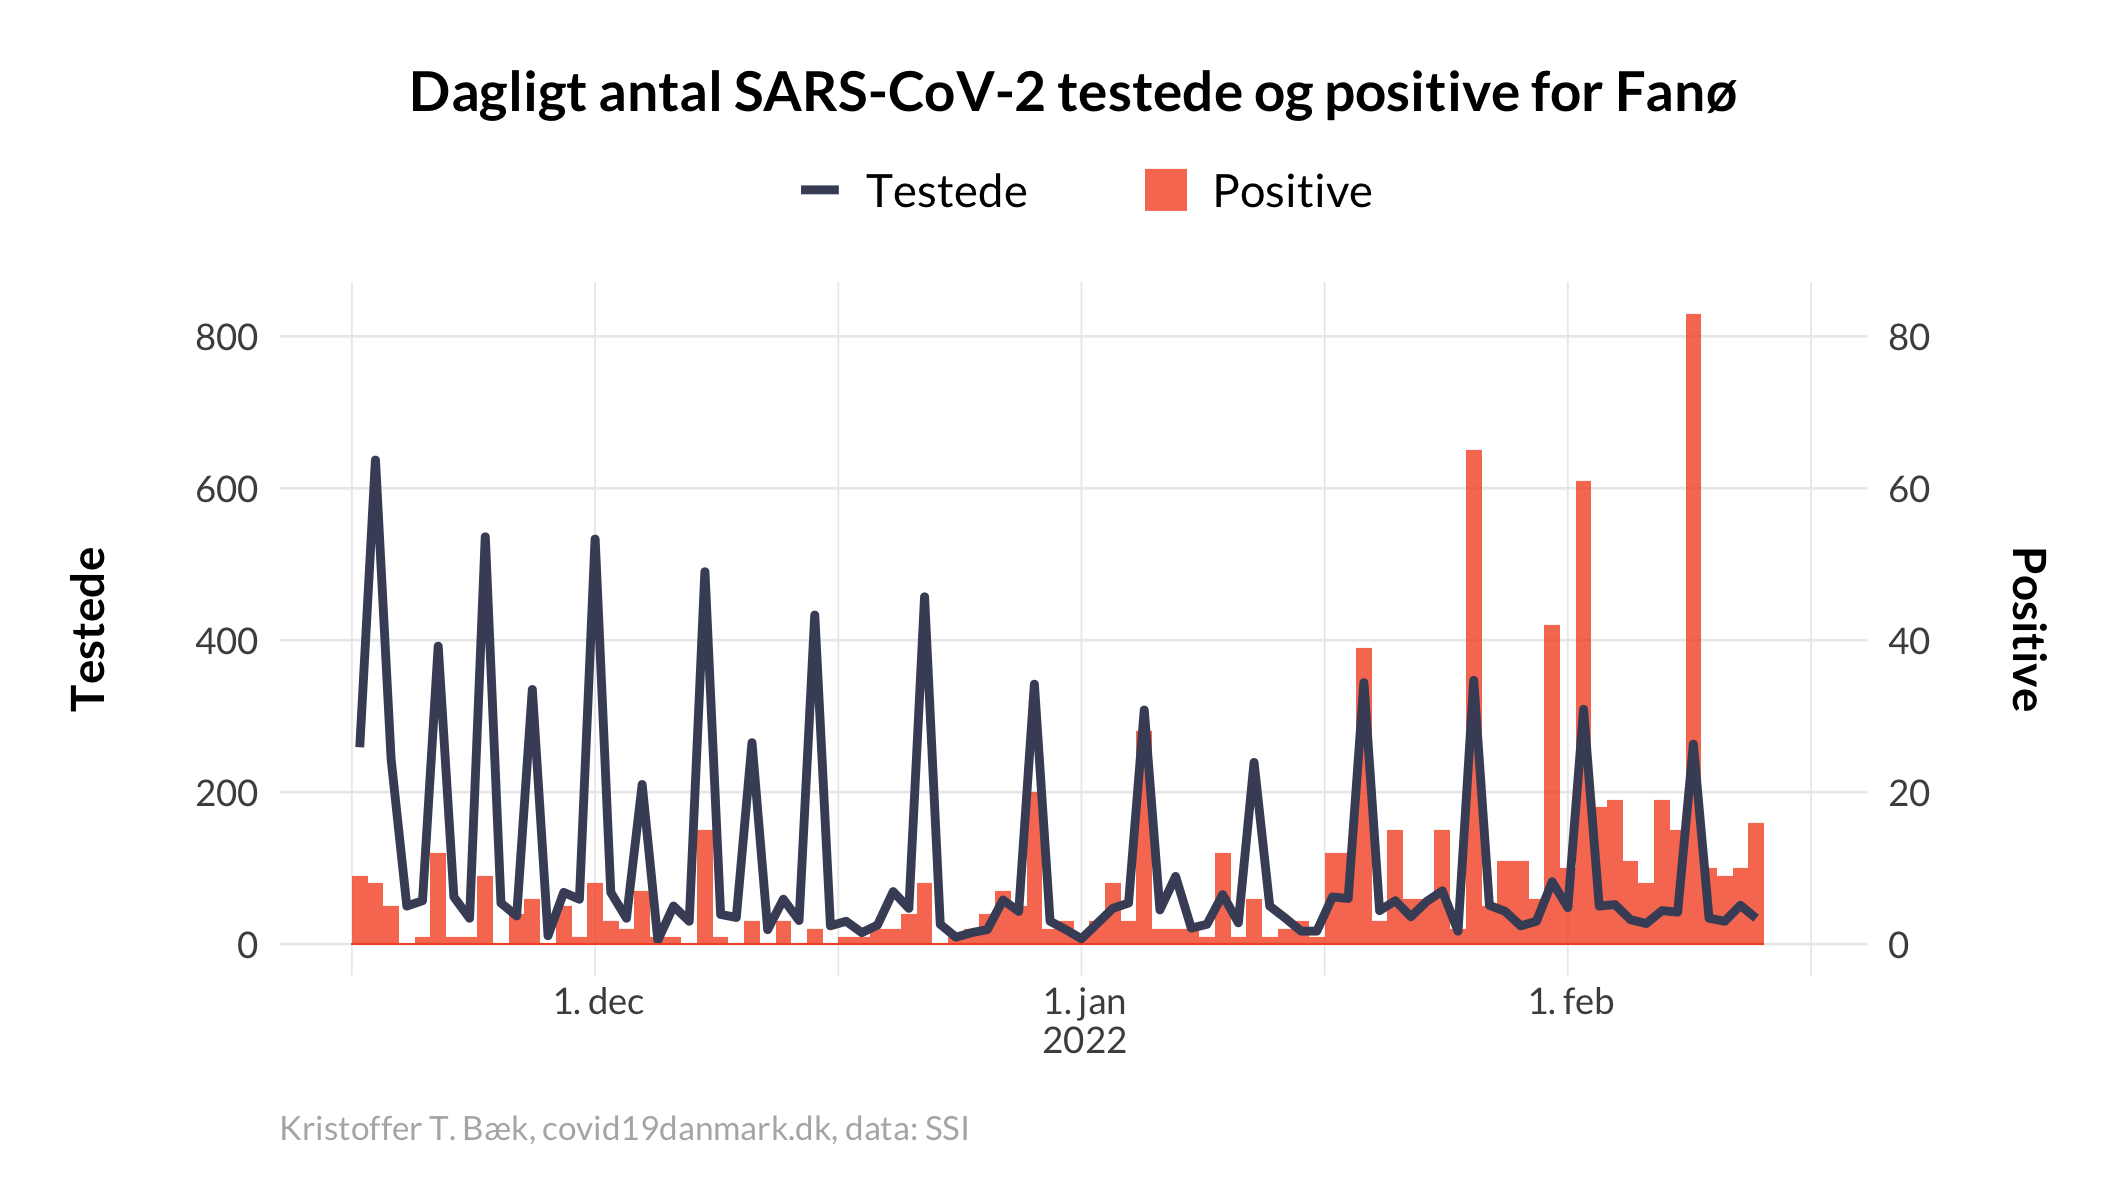 Dagligt antal SARS-CoV-2 testede og positive for Fanø
Testede Positive
800 80
600 60
400 40
200 20
0 0
Testede
Positive
1. dec 1. jan 1. feb
2022
Kristoffer T. Bæk, covid19danmark.dk, data: SSI